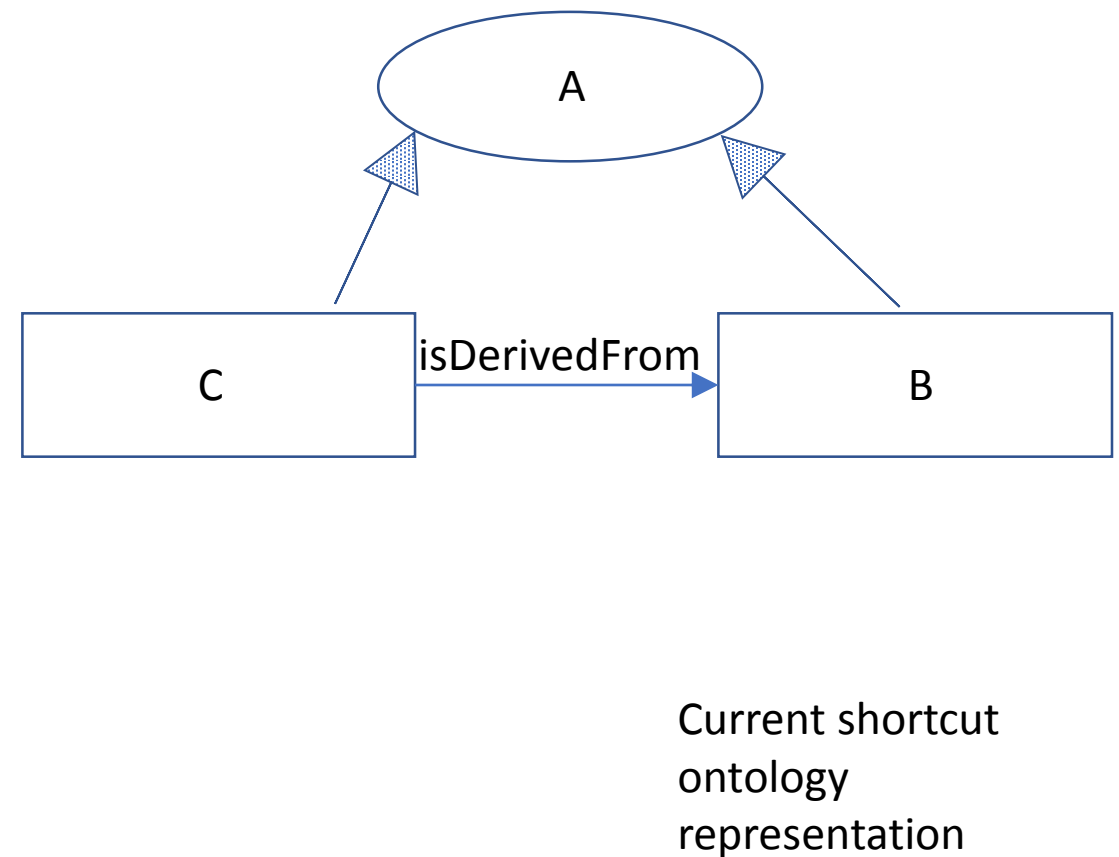 A
isDerivedFrom
C
B
Current shortcut
ontology
representation